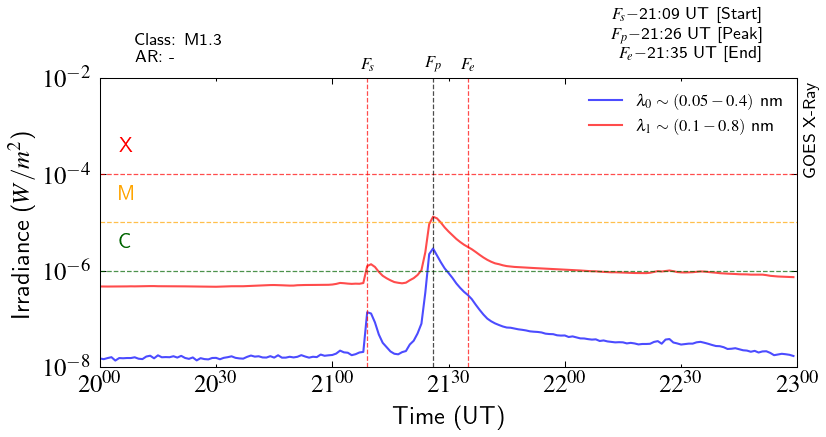 F_s−21:09 UT [Start]
Class: M1.3
F_p−21:26 UT [Peak]
AR: -
F_e−21:35 UT [End]
F_s F_p F_e
10^−2
λ_0 ∼ (0.05 − 0.4) nm
λ_1 ∼ (0.1 − 0.8) nm
GOES X-Ray
X
10^−4
M
Irradiance (W/m^2)
C
10^−6
10^−8
20^00 20^30 21^00 21^30 22^00 22^30 23^00
Time (UT)